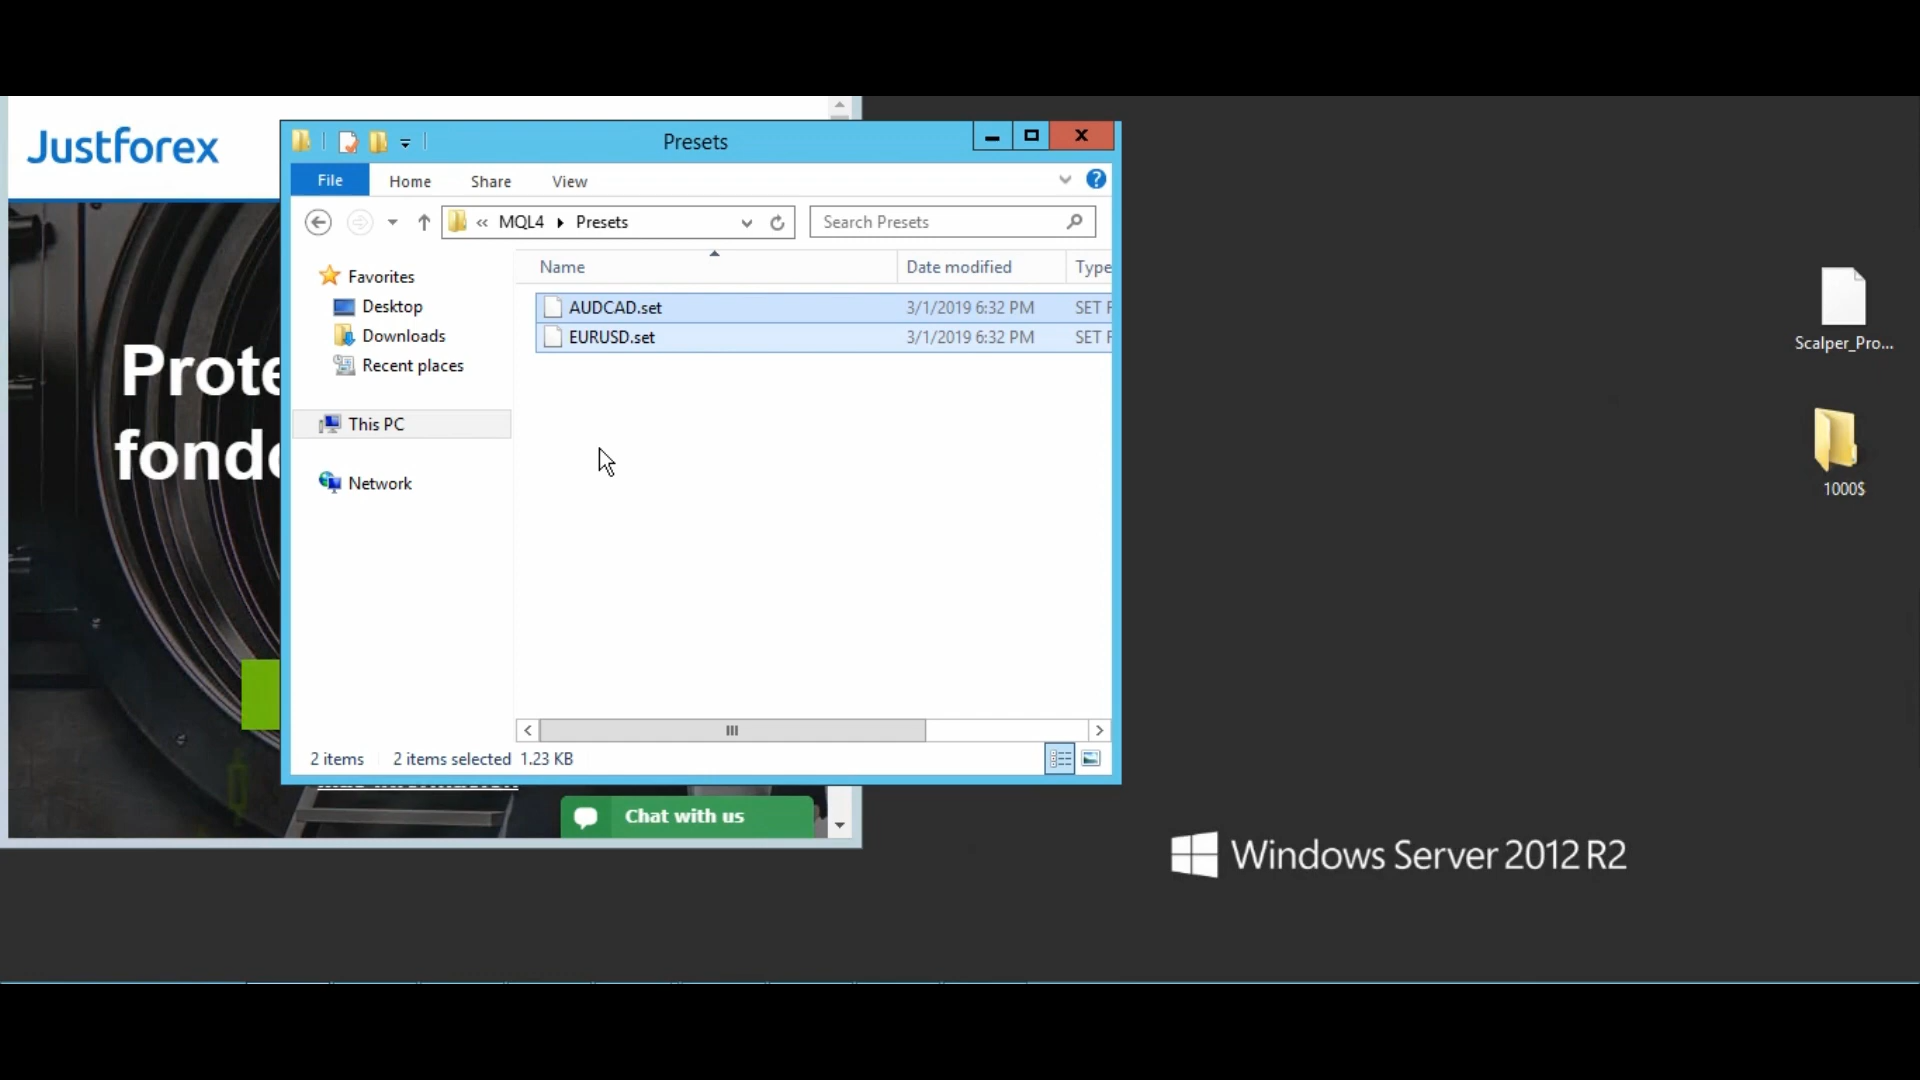 Justforex
Prote
fond
Chat with us
Presets
File
Home
Share
View
MQL4
Presets
Search Presets
Name
Date modified
Type
Favorites
Desktop
Downloads
Recent places
This PC
Network
AUDCAD.set
3/1/2019 6:32 PM
SET F
EURUSD.set
3/1/2019 6:32 PM
SET F
2 items
2 items selected 1.23 KB
Scalper_Pro...
1000$
Windows Server 2012 R2